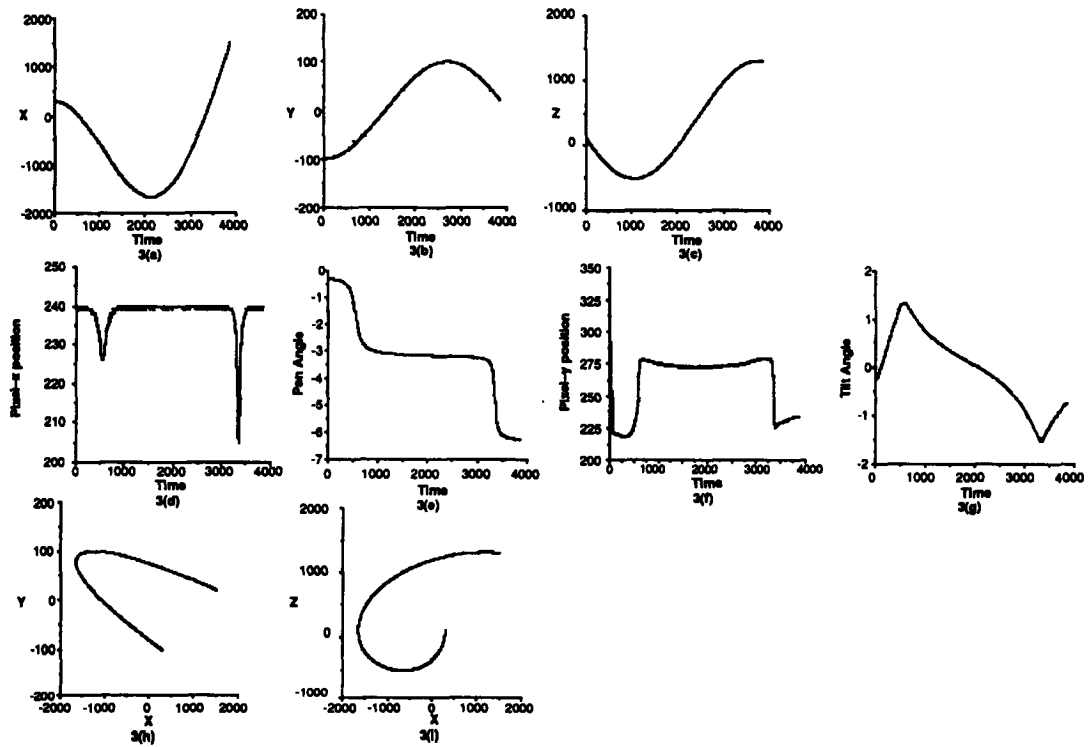 2000
1000
X
0
-1000
-2000
0 1000 2000 3000 4000
Time
3(a)
200
100
Y
0
-100
-200
0 1000 2000 3000 4000
Time
3(b)
2000
1000
Z
0
-1000
0 1000 2000 3000 4000
Time
3(c)
250
240
230
220
210
200
Pixel-x position
0 1000 2000 3000 4000
Time
3(d)
0
-1
-2
-3
-4
-5
-6
-7
Pan Angle
0 1000 2000 3000 4000
Time
3(e)
350
325
300
275
250
225
200
Pixel-y position
0 1000 2000 3000 4000
Time
3(f)
2
1
0
-1
-2
Tilt Angle
0 1000 2000 3000 4000
Time
3(g)
200
100
Y
0
-100
-200
-2000 -1000 0 1000 2000
X
3(h)
2000
1000
Z
0
-1000
-2000 -1000 0 1000 2000
X
3(i)